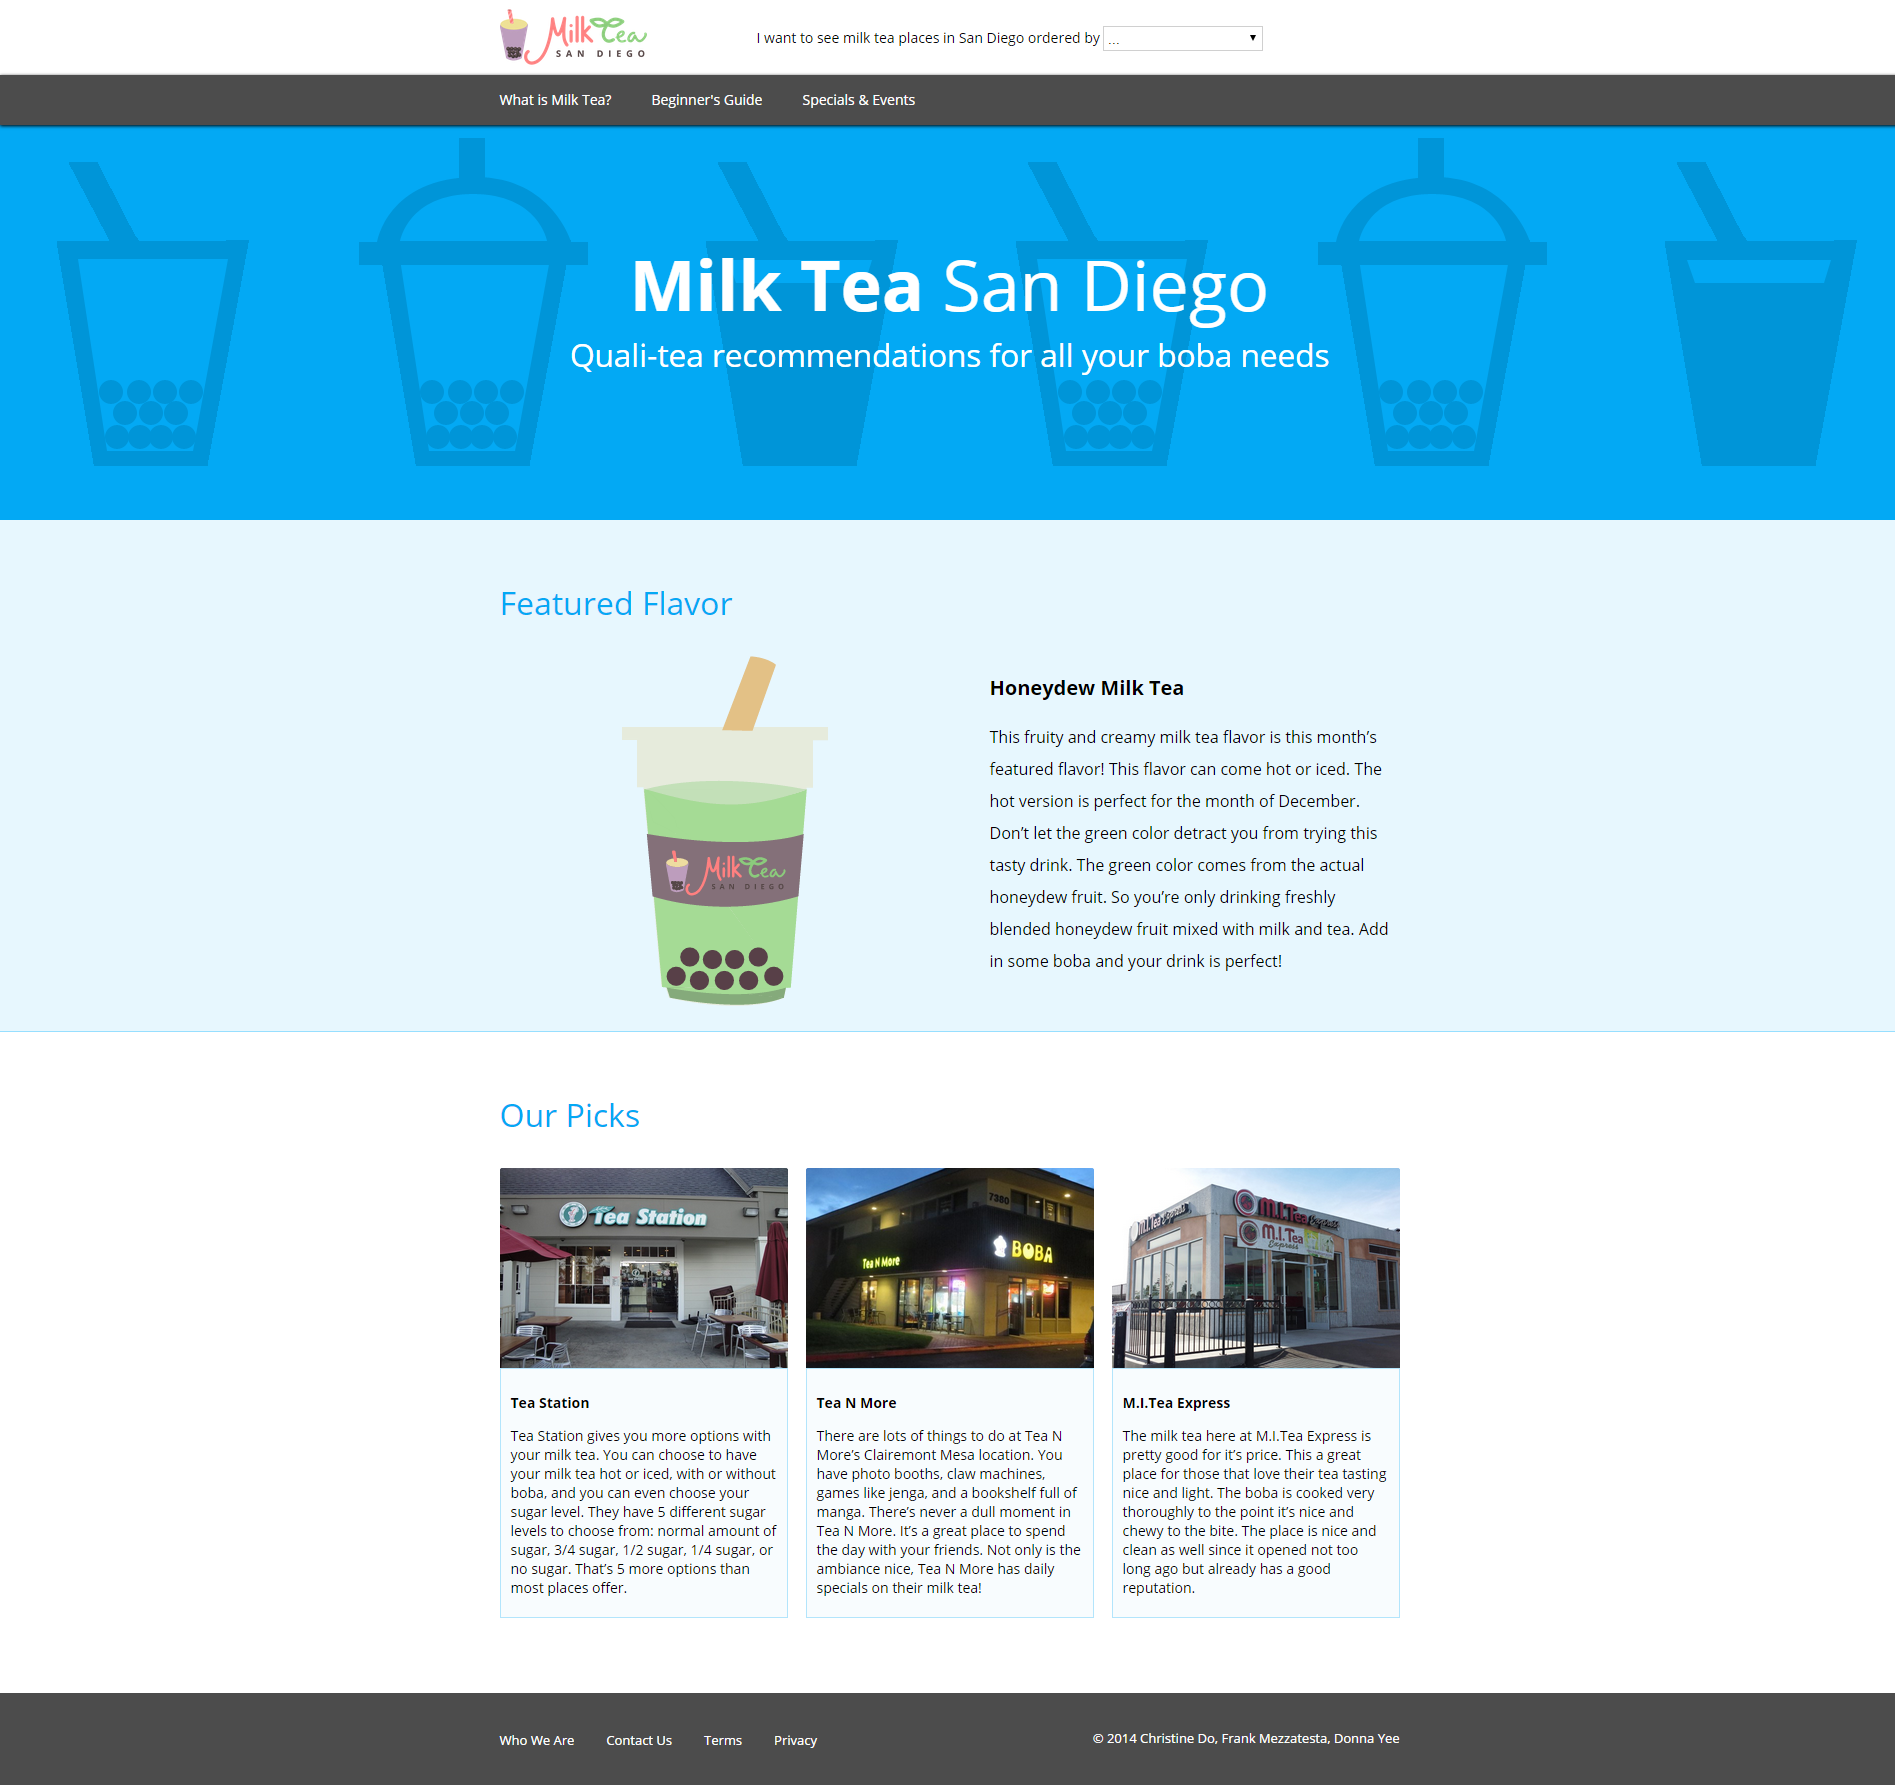 Milk Tea
SAN DIEGO
I want to see milk tea places in San Diego ordered by ...
What is Milk Tea? Beginner's Guide Specials & Events
Milk Tea San Diego
Quali-tea recommendations for all your boba needs
Featured Flavor
Honeydew Milk Tea
This fruity and creamy milk tea flavor is this month’s
featured flavor! This flavor can come hot or iced. The
hot version is perfect for the month of December.
Don’t let the green color detract you from trying this
tasty drink. The green color comes from the actual
honeydew fruit. So you’re only drinking freshly
blended honeydew fruit mixed with milk and tea. Add
in some boba and your drink is perfect!
Milk Tea
SAN DIEGO
Our Picks
Tea Station
Tea Station
Tea Station gives you more options with
your milk tea. You can choose to have
your milk tea hot or iced, with or without
boba, and you can even choose your
sugar level. They have 5 different sugar
levels to choose from: normal amount of
sugar, 3/4 sugar, 1/2 sugar, 1/4 sugar, or
no sugar. That’s 5 more options than
most places offer.
7380
BOBA
Tea N More
Tea N More
There are lots of things to do at Tea N
More’s Clairemont Mesa location. You
have photo booths, claw machines,
games like jenga, and a bookshelf full of
manga. There’s never a dull moment in
Tea N More. It’s a great place to spend
the day with your friends. Not only is the
ambiance nice, Tea N More has daily
specials on their milk tea!
M.I.Tea Express
M.I.Tea Express
M.I.Tea
Express
M.I.Tea Express
The milk tea here at M.I.Tea Express is
pretty good for it’s price. This a great
place for those that love their tea tasting
nice and light. The boba is cooked very
thoroughly to the point it’s nice and
chewy to the bite. The place is nice and
clean as well since it opened not too
long ago but already has a good
reputation.
Who We Are Contact Us Terms Privacy
© 2014 Christine Do, Frank Mezzatesta, Donna Yee